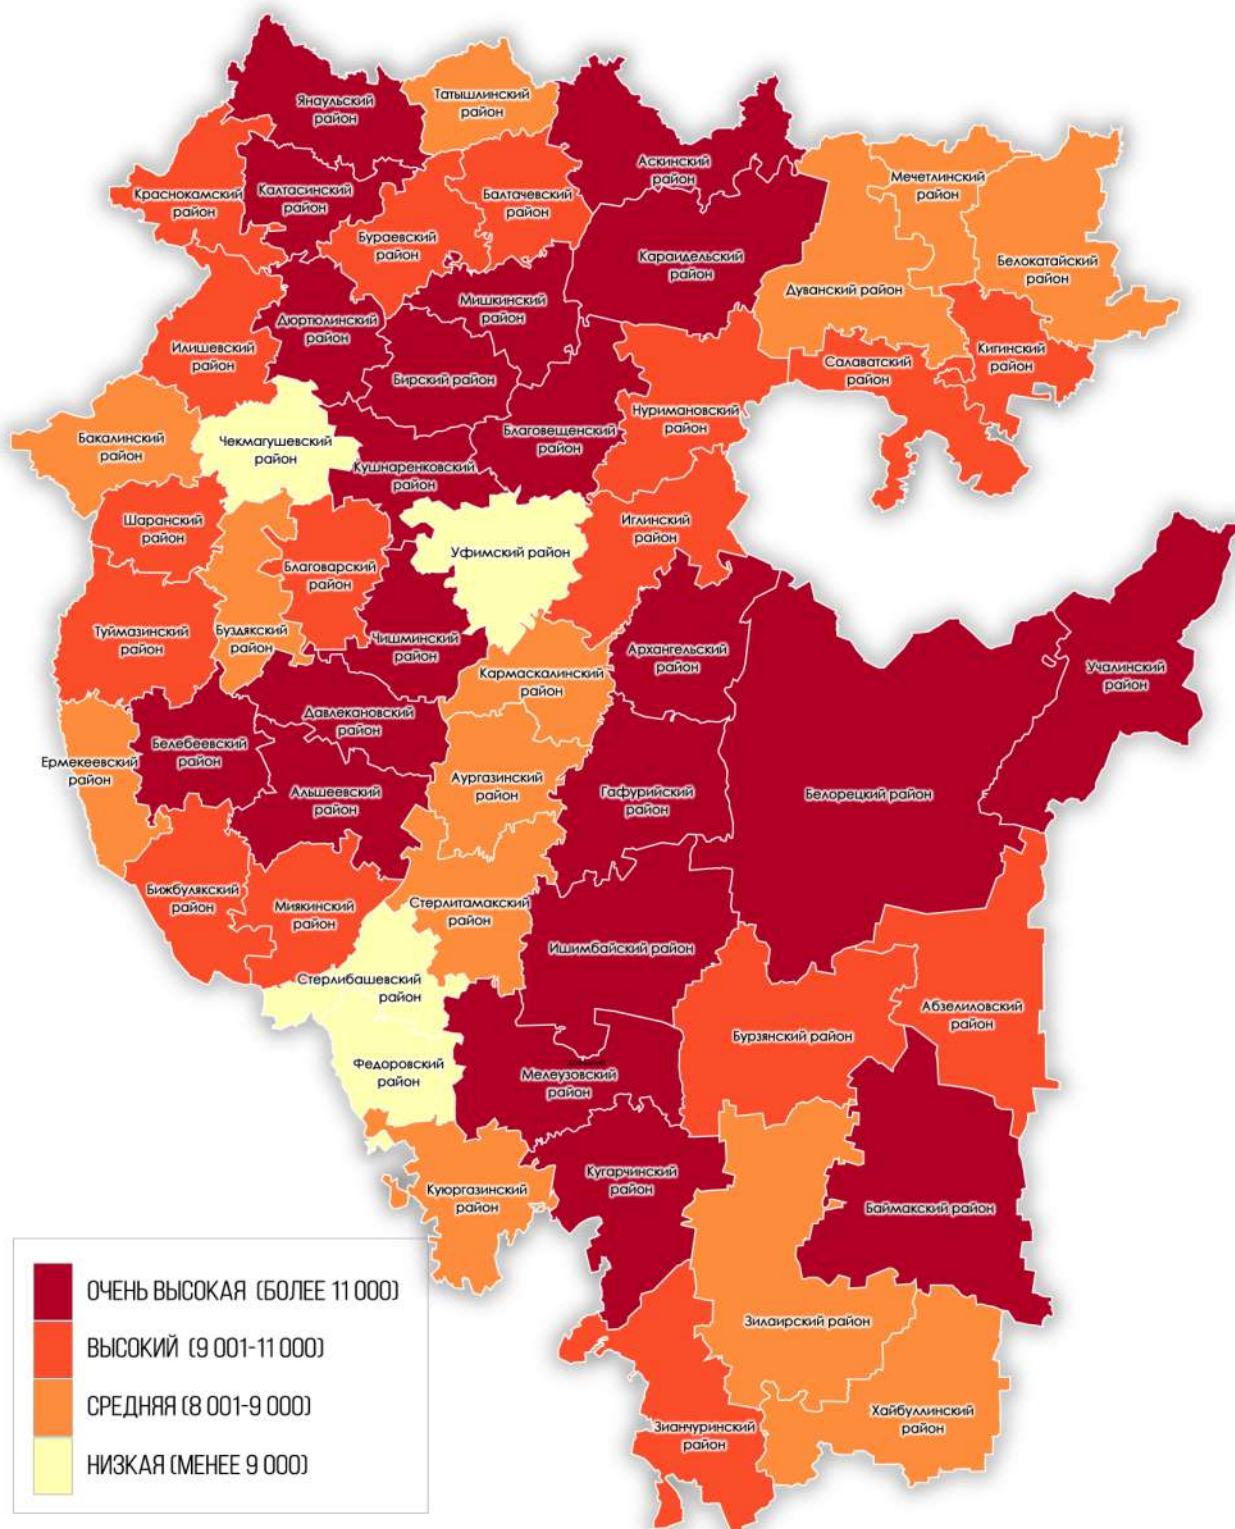 Янаульский
район
Татышлинский
район
Аскинский
район
Мечетлинский
район
Краснокамский
район
Калтасинский
район
Балтачевский
район
Бураевский
район
Караидельский
район
Белокатайский
район
Дуванский район
Мишкинский
район
Дюртюлинский
район
Илишевский
район
Салаватский
район
Кигинский
район
Бирский район
Нуримановский
район
Бакалинский
район
Чекмагушевский
район
Благовещенский
район
Кушнаренковский
район
Шаранский
район
Иглинский
район
Уфимский район
Благоварский
район
Туймазинский
район
Буздякский
район
Чишминский
район
Архангельский
район
Кармаскалинский
район
Учалинский
район
Давлекановский
район
Белебеевский
район
Ермекеевский
район
Аургазинский
район
Альшеевский
район
Гафурийский
район
Белорецкий район
Бижбулякский
район
Миякинский
район
Стерлитамакский
район
Ишимбайский район
Стерлибашевский
район
Абзелиловский
район
Бурзянский район
Федоровский
район
Мелеузовский
район
Кугарчинский
район
Куюргазинский
район
Баймакский район
Зилаирский район
Хайбуллинский
район
Зианчуринский
район
ОЧЕНЬ ВЫСОКАЯ (БОЛЕЕ 11 000)
ВЫСОКИЙ (9 001-11 000)
СРЕДНЯЯ (8 001-9 000)
НИЗКАЯ (МЕНЕЕ 9 000)